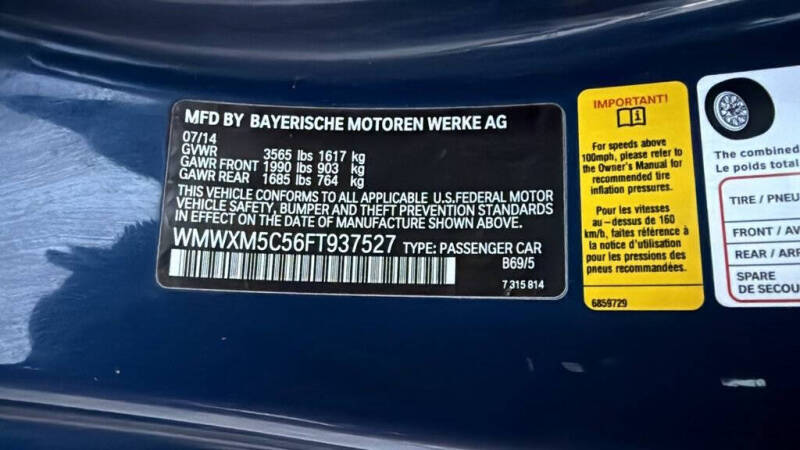 MFD BY BAYERISCHE MOTOREN WERKE AG
07/14
GVWR 3565 lbs 1617 kg
GAWR FRONT 1990 lbs 903 kg
GAWR REAR 1685 lbs 764 kg
THIS VEHICLE CONFORMS TO ALL APPLICABLE U.S.FEDERAL MOTOR
VEHICLE SAFETY, BUMPER AND THEFT PREVENTION STANDARDS
IN EFFECT ON THE DATE OF MANUFACTURE SHOWN ABOVE.
WMWXM5C56FT937527 TYPE: PASSENGER CAR
B69/5
7 315 814
IMPORTANT!
For speeds above
100mph, please refer to
the Owner's Manual for
recommended tire
inflation pressures.
Pour les vitesses
au-dessus de 160
km/h, faites référence à
la notice d'utilisation
pour les pressions des
pneus recommandées.
6859729
The combined
Le poids total
TIRE / PNEU
FRONT / AV
REAR / ARR
SPARE
DE SECOU